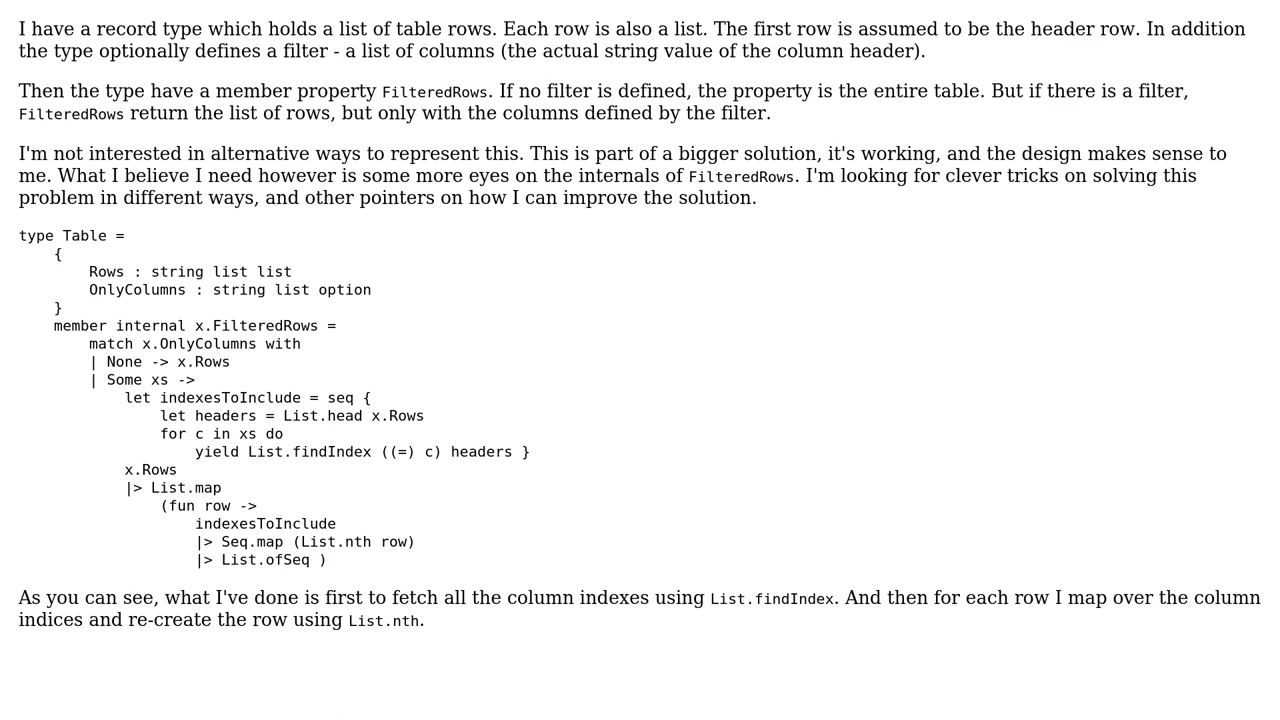 I have a record type which holds a list of table rows. Each row is also a list. The first row is assumed to be the header row. In addition
the type optionally defines a filter - a list of columns (the actual string value of the column header).
Then the type have a member property FilteredRows. If no filter is defined, the property is the entire table. But if there is a filter,
FilteredRows return the list of rows, but only with the columns defined by the filter.
I'm not interested in alternative ways to represent this. This is part of a bigger solution, it's working, and the design makes sense to
me. What I believe I need however is some more eyes on the internals of FilteredRows. I'm looking for clever tricks on solving this
problem in different ways, and other pointers on how I can improve the solution.
type Table =
    {
        Rows : string list list
        OnlyColumns : string list option
    }
    member internal x.FilteredRows =
        match x.OnlyColumns with
        | None -> x.Rows
        | Some xs ->
            let indexesToInclude = seq {
                let headers = List.head x.Rows
                for c in xs do
                    yield List.findIndex ((=) c) headers }
            x.Rows
            |> List.map
                (fun row ->
                    indexesToInclude
                    |> Seq.map (List.nth row)
                    |> List.ofSeq )
As you can see, what I've done is first to fetch all the column indexes using List.findIndex. And then for each row I map over the column
indices and re-create the row using List.nth.